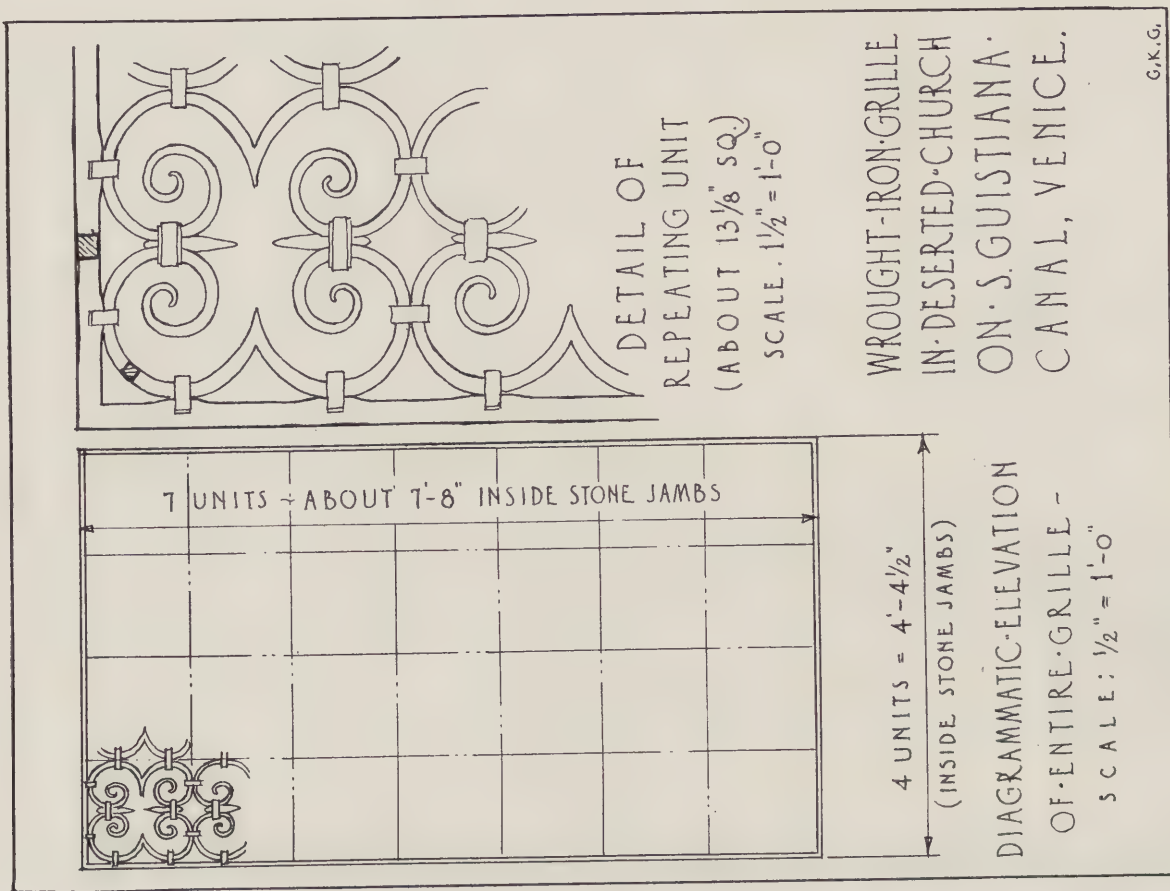 7 UNITS - ABOUT 7'-8" INSIDE STONE JAMBS
4 UNITS = 4'-4½"
(INSIDE STONE JAMBS)
DIAGRAMMATIC·ELEVATION
OF·ENTIRE·GRILLE -
SCALE: ½" = 1'-0"
DETAIL OF
REPEATING UNIT
(ABOUT 13⅛" SQ.)
SCALE. 1½" = 1'-0"
WROUGHT·IRON·GRILLE
IN·DESERTED·CHURCH
ON·S.GUISTIANA·
CANAL, VENICE.
G.K.G.